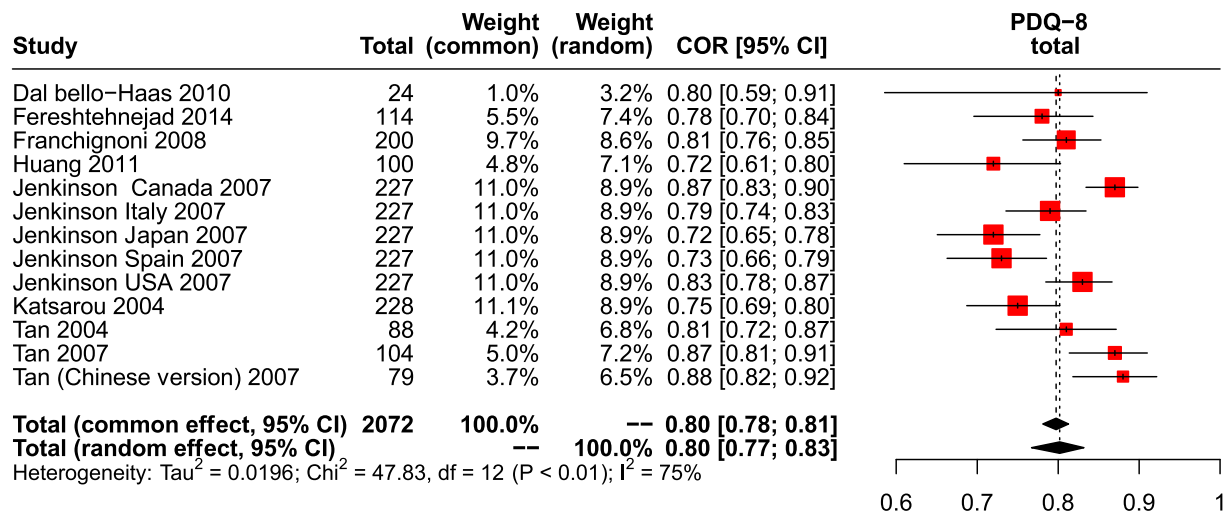 Weight Weight PDQ−8
Study Total (common) (random) COR [95% CI] total
Dal bello−Haas 2010 24 1.0% 3.2% 0.80 [0.59; 0.91]
Fereshtehnejad 2014 114 5.5% 7.4% 0.78 [0.70; 0.84]
Franchignoni 2008 200 9.7% 8.6% 0.81 [0.76; 0.85]
Huang 2011 100 4.8% 7.1% 0.72 [0.61; 0.80]
Jenkinson Canada 2007 227 11.0% 8.9% 0.87 [0.83; 0.90]
Jenkinson Italy 2007 227 11.0% 8.9% 0.79 [0.74; 0.83]
Jenkinson Japan 2007 227 11.0% 8.9% 0.72 [0.65; 0.78]
Jenkinson Spain 2007 227 11.0% 8.9% 0.73 [0.66; 0.79]
Jenkinson USA 2007 227 11.0% 8.9% 0.83 [0.78; 0.87]
Katsarou 2004 228 11.1% 8.9% 0.75 [0.69; 0.80]
Tan 2004 88 4.2% 6.8% 0.81 [0.72; 0.87]
Tan 2007 104 5.0% 7.2% 0.87 [0.81; 0.91]
Tan (Chinese version) 2007 79 3.7% 6.5% 0.88 [0.82; 0.92]
Total (common effect, 95% CI) 2072 100.0% −− 0.80 [0.78; 0.81]
Total (random effect, 95% CI) −− 100.0% 0.80 [0.77; 0.83]
Heterogeneity: Tau² = 0.0196; Chi² = 47.83, df = 12 (P < 0.01); I² = 75%
0.6 0.7 0.8 0.9 1